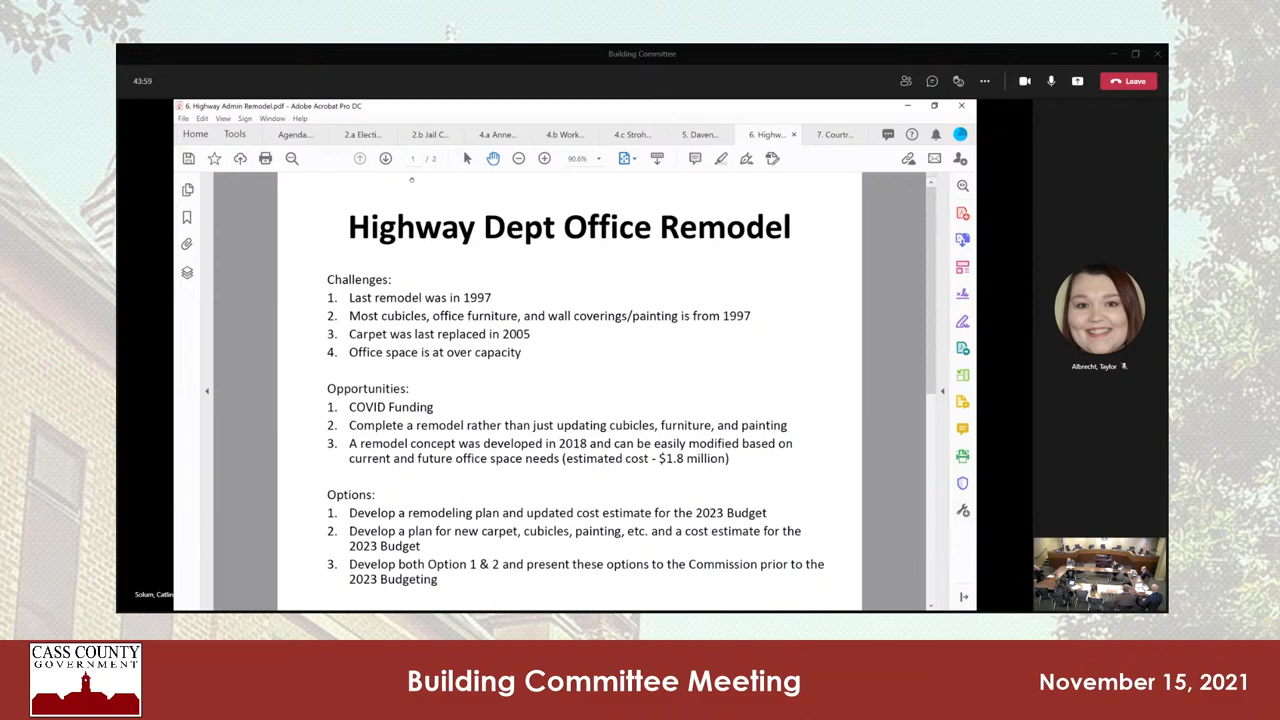 Building Committee
43:59
Leave
6. Highway Admin Remodel.pdf - Adobe Acrobat Pro DC
File Edit View Sign Window Help
Home Tools Agenda... 2.a Electi... 2.b Jail C... 4.a Anne... 4.b Work... 4.c Stroh... 5. Daven... 6. Highw... × 7. Courtr...
1 / 2 90.6%
Highway Dept Office Remodel
Challenges:
1. Last remodel was in 1997
2. Most cubicles, office furniture, and wall coverings/painting is from 1997
3. Carpet was last replaced in 2005
4. Office space is at over capacity
Opportunities:
1. COVID Funding
2. Complete a remodel rather than just updating cubicles, furniture, and painting
3. A remodel concept was developed in 2018 and can be easily modified based on
current and future office space needs (estimated cost - $1.8 million)
Options:
1. Develop a remodeling plan and updated cost estimate for the 2023 Budget
2. Develop a plan for new carpet, cubicles, painting, etc. and a cost estimate for the
2023 Budget
3. Develop both Option 1 & 2 and present these options to the Commission prior to the
2023 Budgeting
Albrecht, Taylor
Solum, Catlin
CASS COUNTY
GOVERNMENT
Building Committee Meeting
November 15, 2021